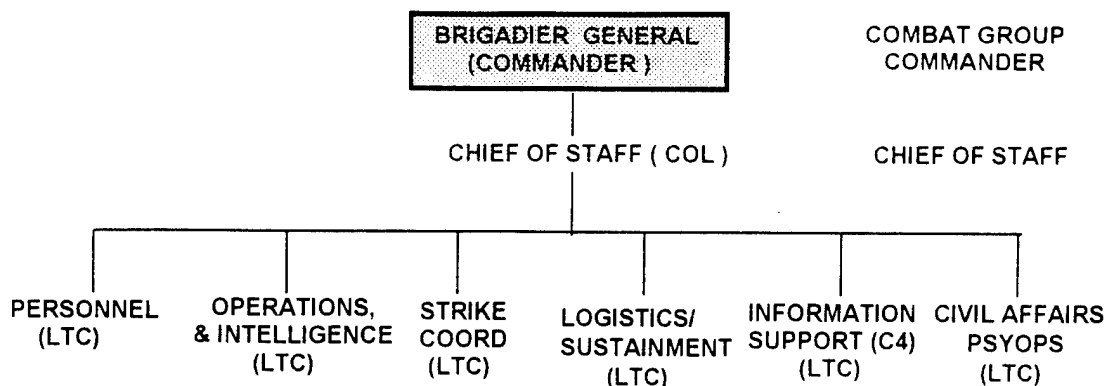 BRIGADIER GENERAL
(COMMANDER )
COMBAT GROUP
COMMANDER
CHIEF OF STAFF ( COL )
CHIEF OF STAFF
PERSONNEL
(LTC)
OPERATIONS,
& INTELLIGENCE
(LTC)
STRIKE
COORD
(LTC)
LOGISTICS/
SUSTAINMENT
(LTC)
INFORMATION
SUPPORT (C4)
(LTC)
CIVIL AFFAIRS
PSYOPS
(LTC)